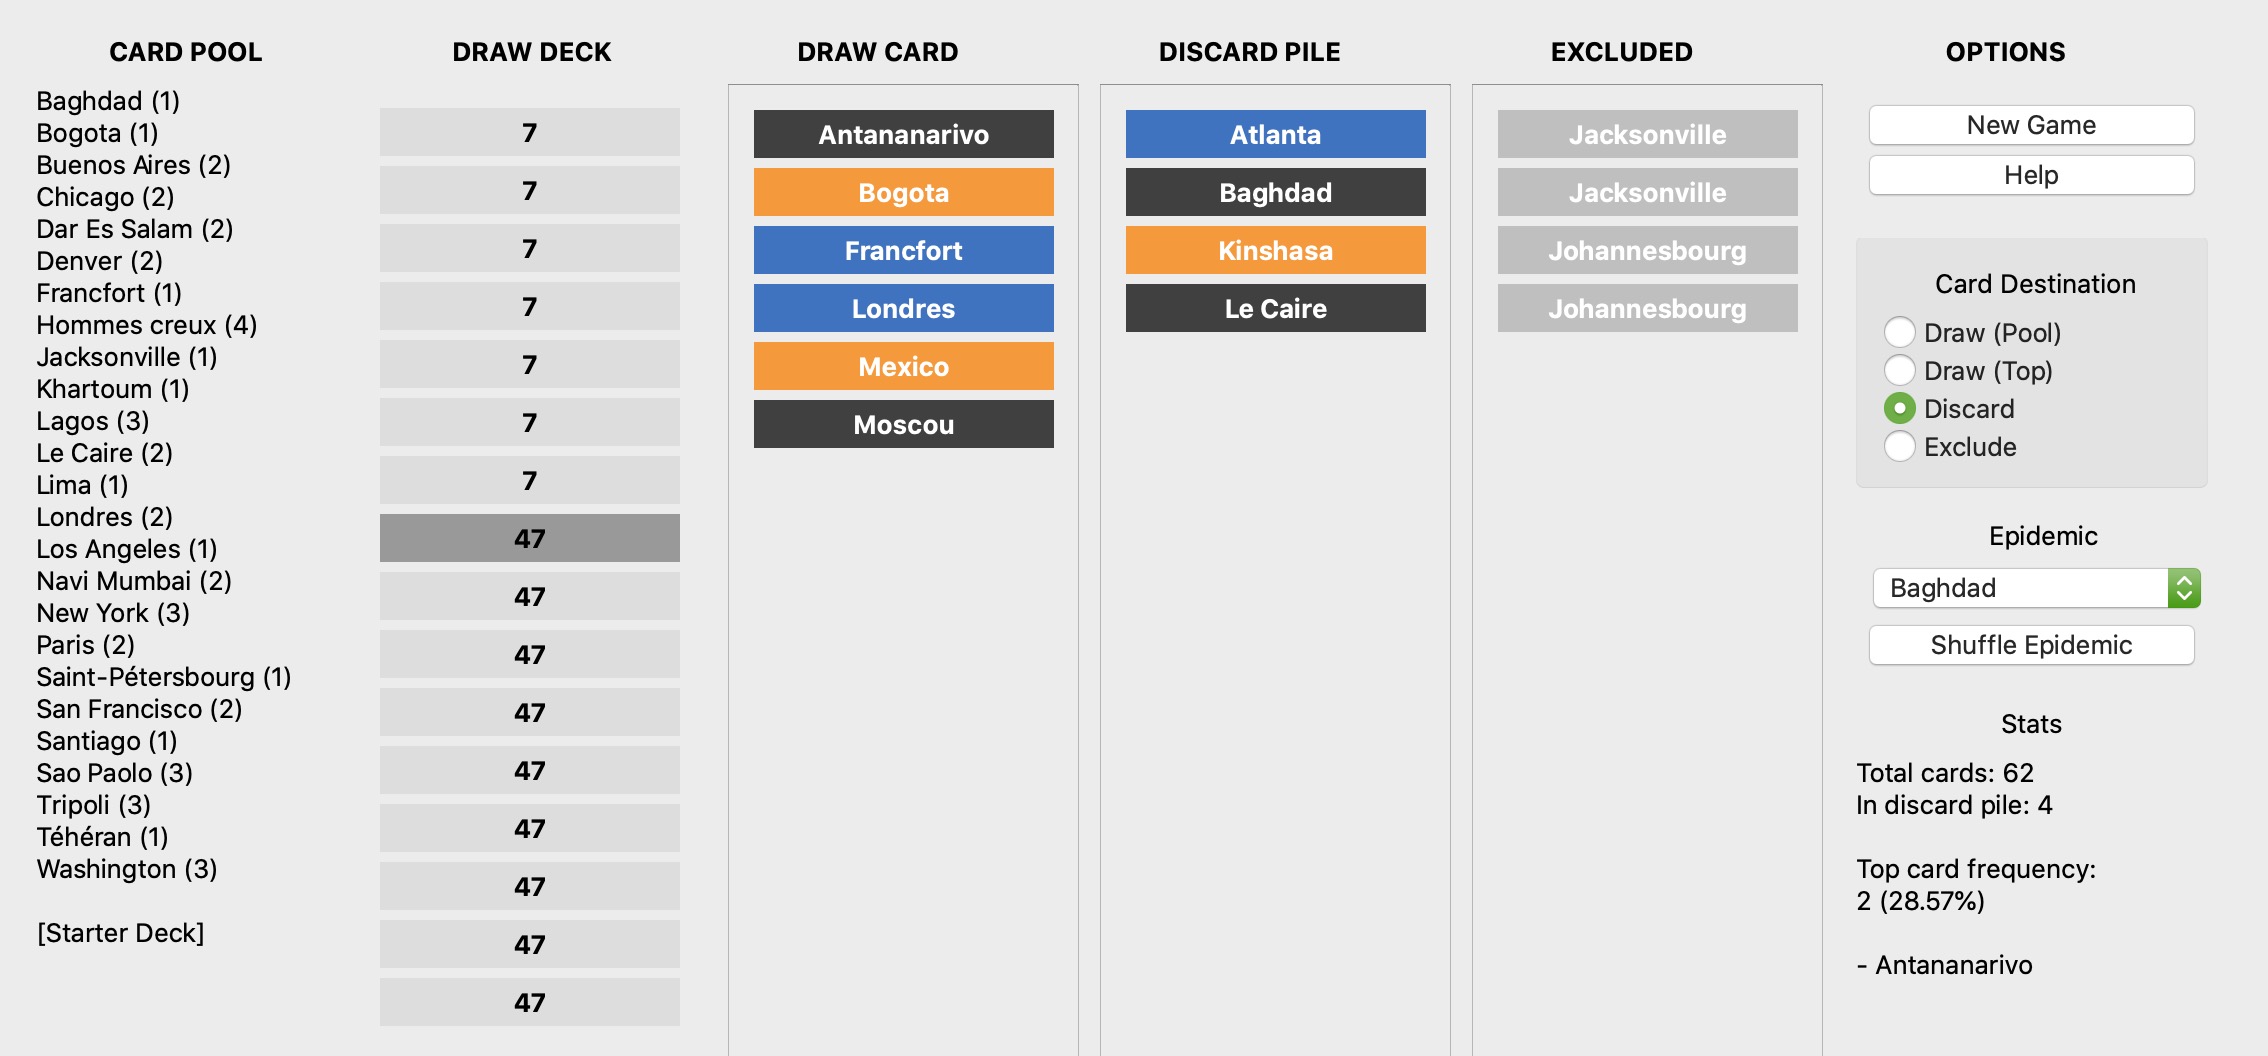 CARD POOL
Baghdad (1)
Bogota (1)
Buenos Aires (2)
Chicago (2)
Dar Es Salam (2)
Denver (2)
Francfort (1)
Hommes creux (4)
Jacksonville (1)
Khartoum (1)
Lagos (3)
Le Caire (2)
Lima (1)
Londres (2)
Los Angeles (1)
Navi Mumbai (2)
New York (3)
Paris (2)
Saint-Pétersbourg (1)
San Francisco (2)
Santiago (1)
Sao Paolo (3)
Tripoli (3)
Téhéran (1)
Washington (3)
[Starter Deck]
DRAW DECK
7
7
7
7
7
7
7
47
47
47
47
47
47
47
47
47
DRAW CARD
Antananarivo
Bogota
Francfort
Londres
Mexico
Moscou
DISCARD PILE
Atlanta
Baghdad
Kinshasa
Le Caire
EXCLUDED
Jacksonville
Jacksonville
Johannesbourg
Johannesbourg
OPTIONS
New Game
Help
Card Destination
Draw (Pool)
Draw (Top)
Discard
Exclude
Epidemic
Baghdad
Shuffle Epidemic
Stats
Total cards: 62
In discard pile: 4
Top card frequency:
2 (28.57%)
- Antananarivo